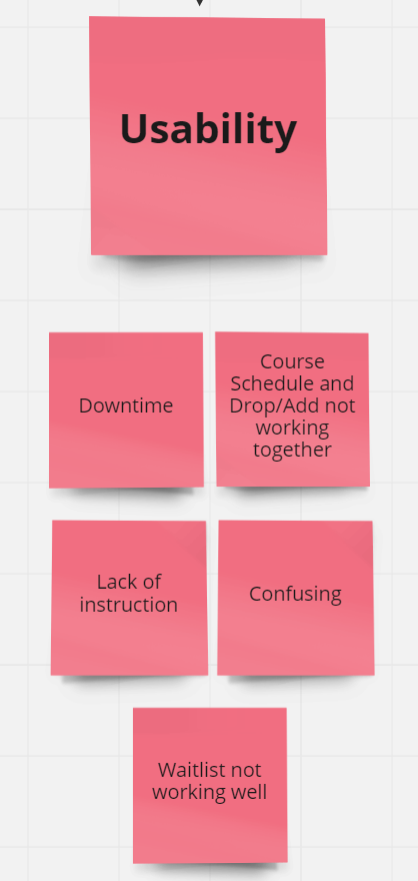 Usability
Downtime
Course
Schedule and
Drop/Add not
working
together
Lack of
instruction
Confusing
Waitlist not
working well